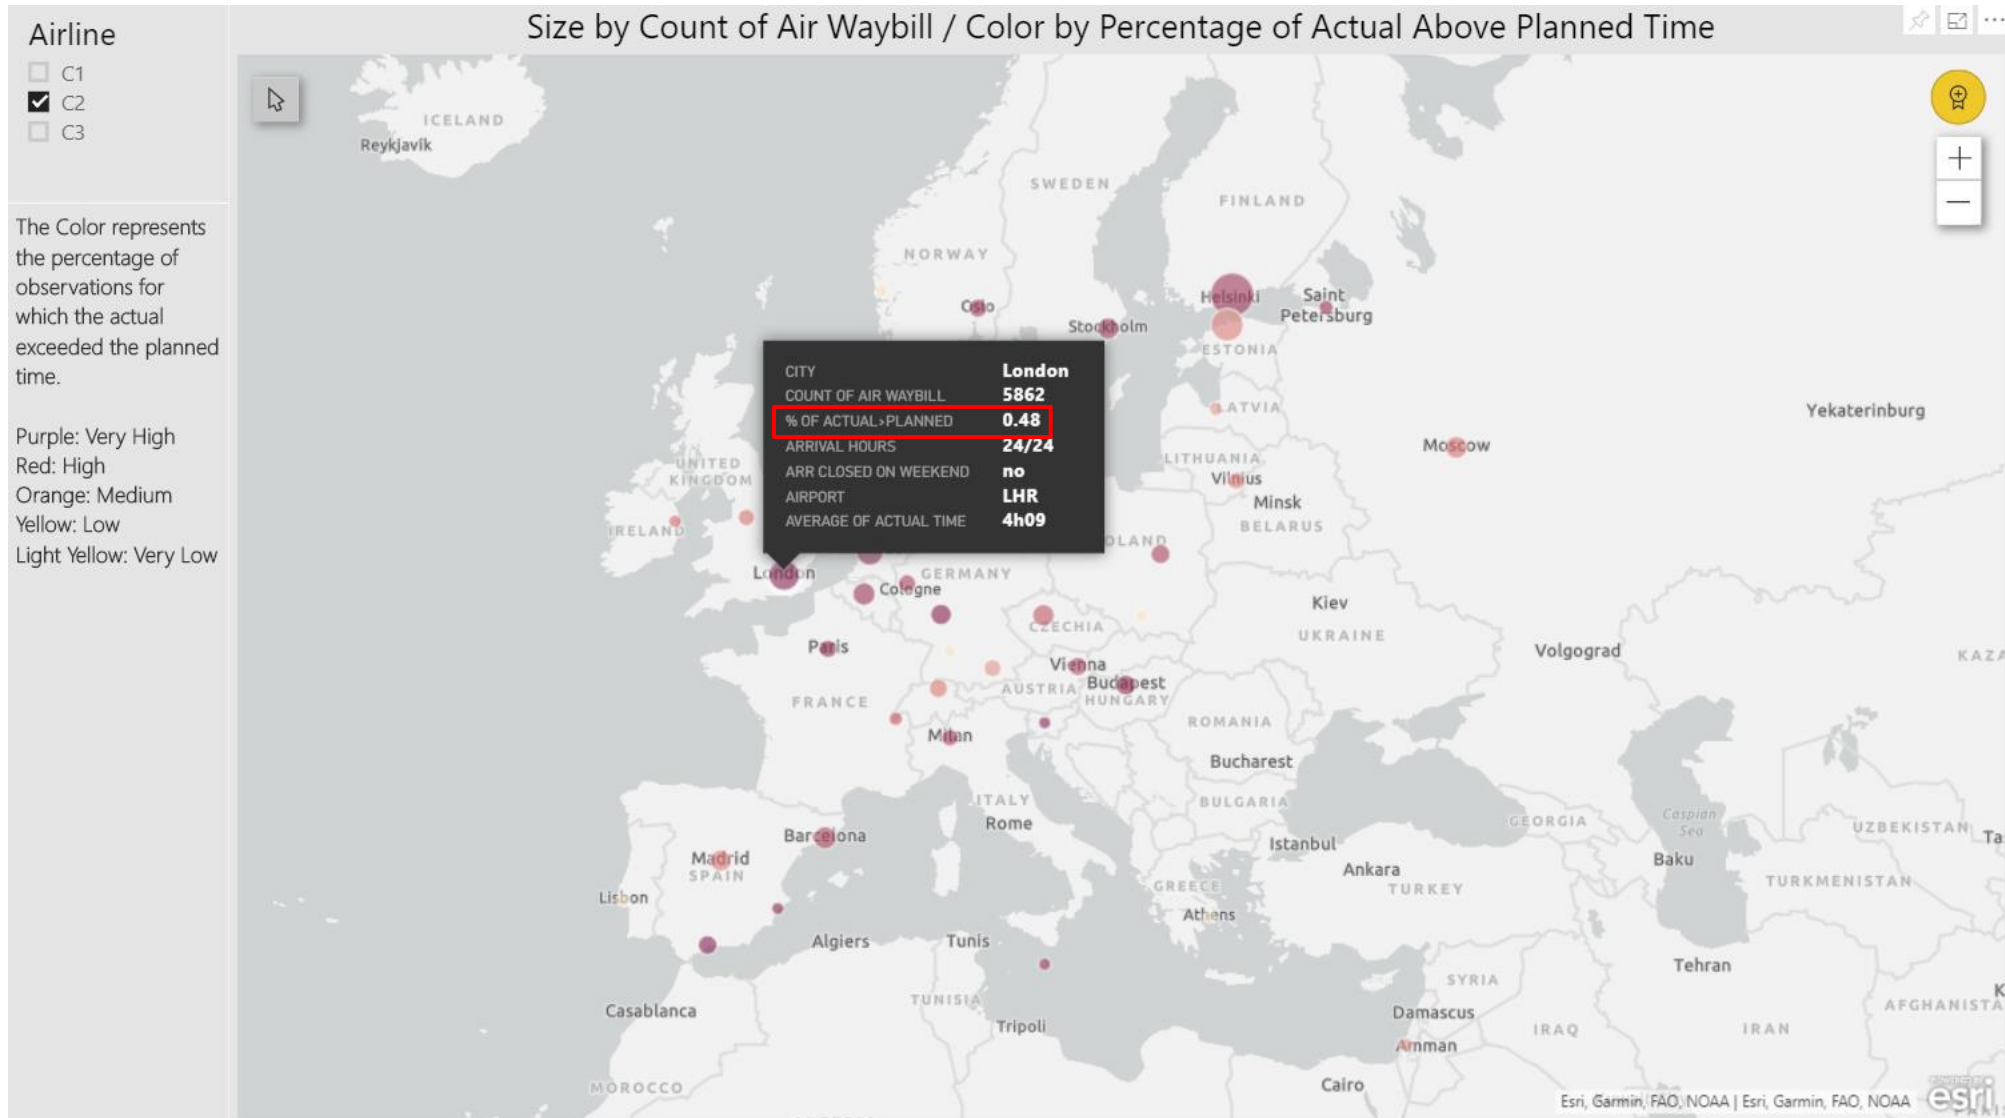 Size by Count of Air Waybill / Color by Percentage of Actual Above Planned Time
Airline
C1
C2
C3
The Color represents
the percentage of
observations for
which the actual
exceeded the planned
time.
Purple: Very High
Red: High
Orange: Medium
Yellow: Low
Light Yellow: Very Low
ICELAND
Reykjavík
SWEDEN
FINLAND
NORWAY
Oslo
Stockholm
Helsinki
Saint
Petersburg
ESTONIA
LATVIA
LITHUANIA
Vilnius
Minsk
BELARUS
Moscow
Yekaterinburg
CITY London
COUNT OF AIR WAYBILL 5862
% OF ACTUAL>PLANNED 0.48
ARRIVAL HOURS 24/24
ARR CLOSED ON WEEKEND no
AIRPORT LHR
AVERAGE OF ACTUAL TIME 4h09
UNITED
KINGDOM
IRELAND
London
GERMANY
Cologne
CZECHIA
Kiev
UKRAINE
Volgograd
Paris
Vienna
Budapest
AUSTRIA
HUNGARY
FRANCE
ROMANIA
Milan
Bucharest
ITALY
Rome
BULGARIA
GEORGIA
Caspian
Sea
UZBEKISTAN
Barcelona
Istanbul
Madrid
SPAIN
Ankara
TURKEY
Baku
TURKMENISTAN
Lisbon
GREECE
Athens
Algiers
Tunis
Tehran
SYRIA
Casablanca
TUNISIA
Tripoli
Damascus
IRAQ
IRAN
Amman
MOROCCO
Cairo
Esri, Garmin, FAO, NOAA | Esri, Garmin, FAO, NOAA
esri